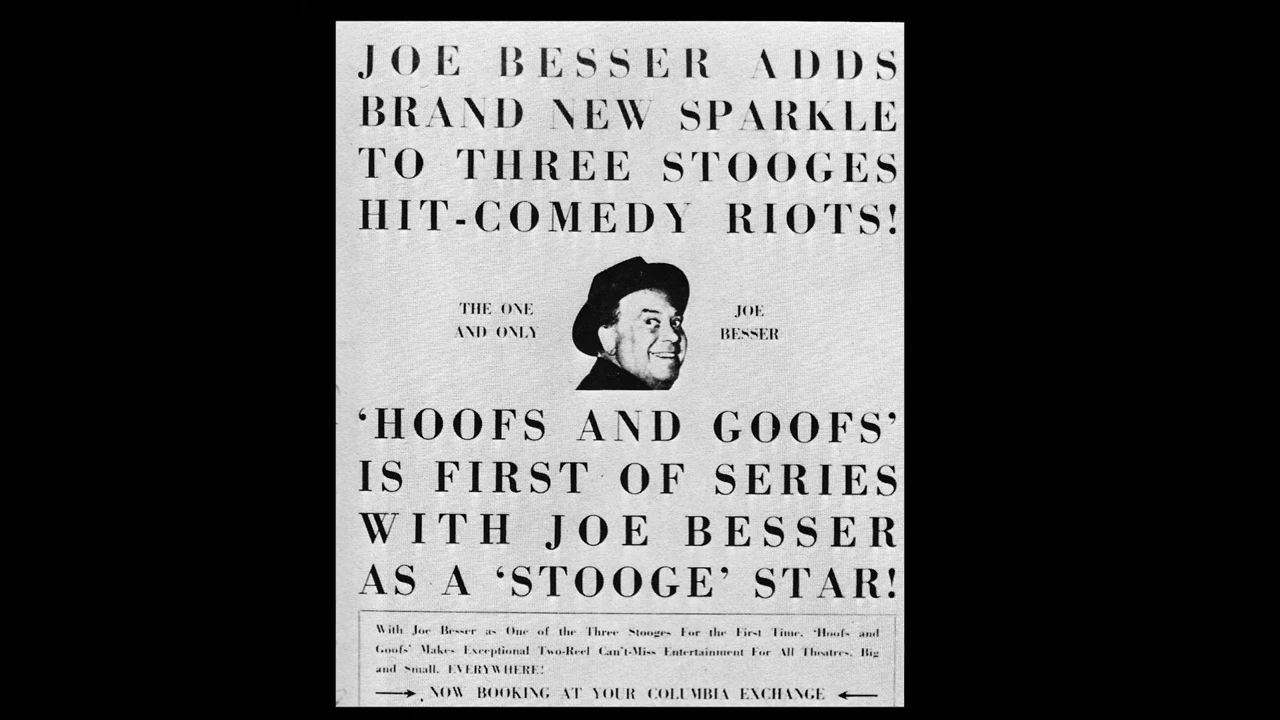 JOE BESSER ADDS
BRAND NEW SPARKLE
TO THREE STOOGES
HIT-COMEDY RIOTS!
THE ONE
AND ONLY
JOE
BESSER
‘HOOFS AND GOOFS’
IS FIRST OF SERIES
WITH JOE BESSER
AS A ‘STOOGE’ STAR!
With Joe Besser as One of the Three Stooges For the First Time, ‘Hoofs and
Goofs’ Makes Exceptional Two-Reel Can't-Miss Entertainment For All Theatres, Big
and Small, EVERYWHERE!
NOW BOOKING AT YOUR COLUMBIA EXCHANGE